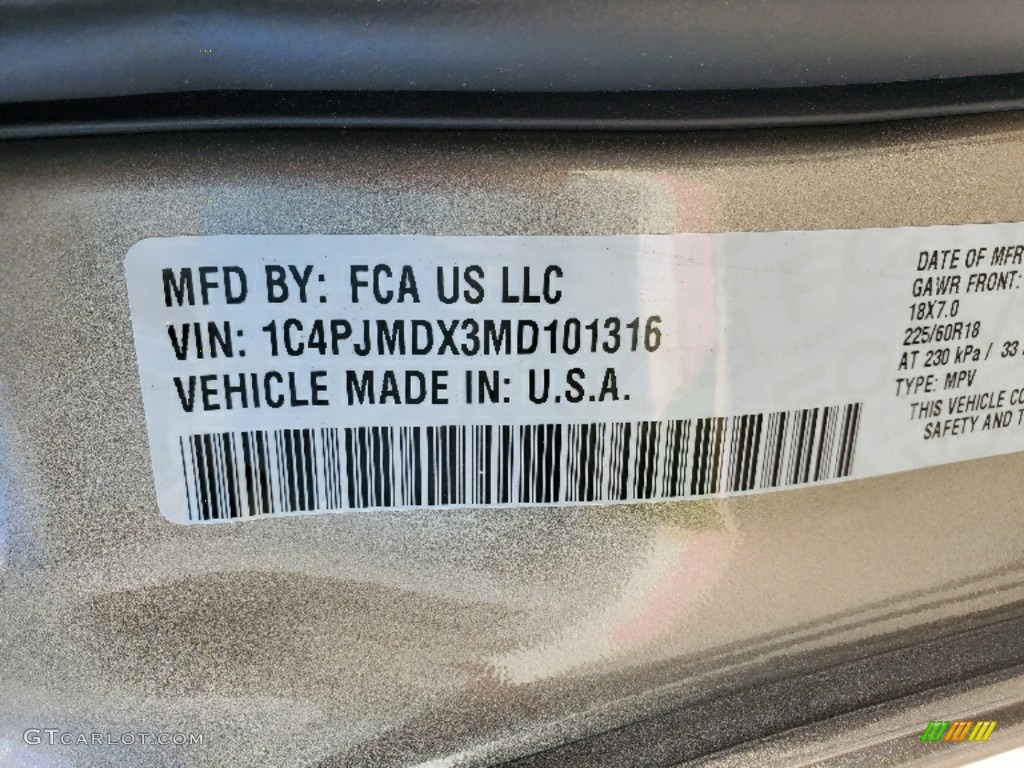 MFD BY: FCA US LLC
VIN: 1C4PJMDX3MD101316
VEHICLE MADE IN: U.S.A.
DATE OF MFR
GAWR FRONT:
18X7.0
225/60R18
AT 230 kPa / 33
TYPE: MPV
THIS VEHICLE CO
SAFETY AND T
GTCARLOT.COM